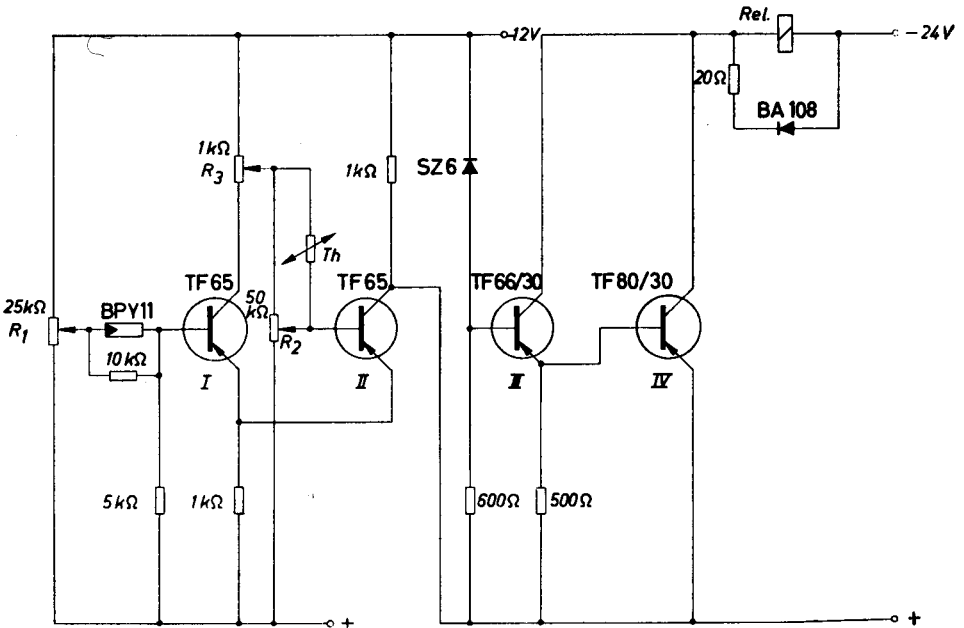 Rel.
-12V
-24V
20Ω
BA 108
1kΩ
R3
1kΩ
SZ6
Th
TF65
50
kΩ
R2
TF65
TF66/30
TF80/30
25kΩ
R1
BPY11
10kΩ
I
II
III
IV
5kΩ
1kΩ
600Ω
500Ω
+
+